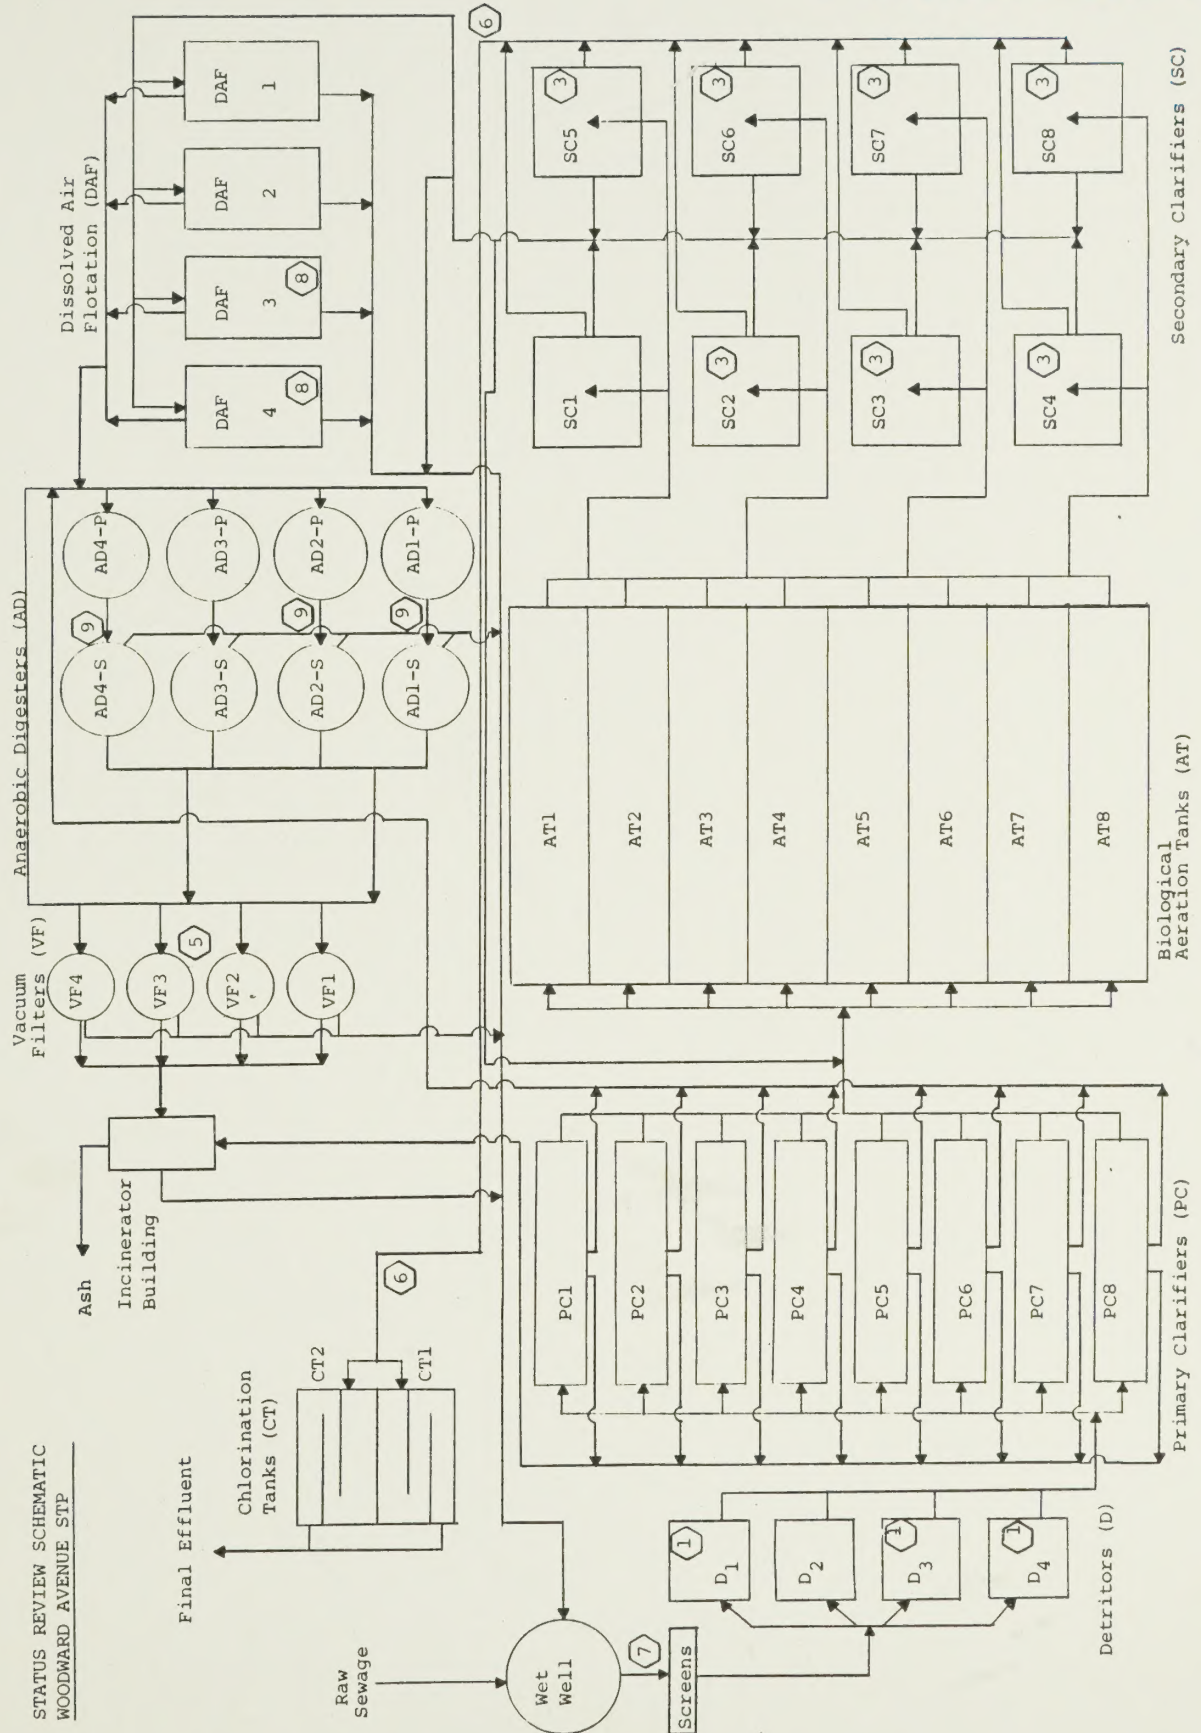 STATUS REVIEW SCHEMATIC
WOODWARD AVENUE STP
Final Effluent
Chlorination
Tanks (CT)
CT2
CT1
6
Ash
Incinerator
Building
Vacuum
Filters (VF)
VF4
VF3
VF2
VF1
5
Anaerobic Digesters (AD)
AD4-S
9
AD4-P
AD3-S
AD3-P
AD2-S
9
AD2-P
AD1-S
9
AD1-P
Dissolved Air
Flotation (DAF)
DAF
4
8
DAF
3
8
DAF
2
DAF
1
6
Raw
Sewage
Wet
Well
7
Screens
D1
1
D2
D3
1
D4
1
Detritors (D)
PC1
PC2
PC3
PC4
PC5
PC6
PC7
PC8
Primary Clarifiers (PC)
AT1
AT2
AT3
AT4
AT5
AT6
AT7
AT8
Biological
Aeration Tanks (AT)
SC1
SC5
3
SC2
3
SC6
3
SC3
3
SC7
3
SC4
3
SC8
3
Secondary Clarifiers (SC)